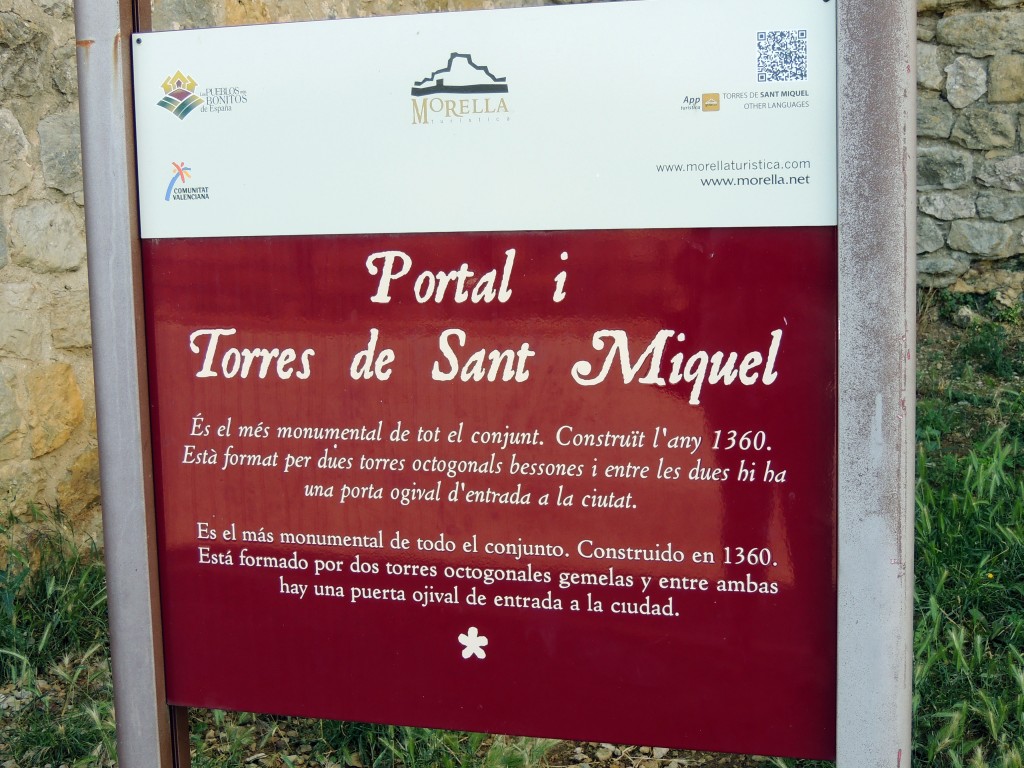 Los PUEBLOS más
BONITOS
de España
MORELLA
turística
App
turística
TORRES DE SANT MIQUEL
OTHER LANGUAGES
COMUNITAT
VALENCIANA
www.morellaturistica.com
www.morella.net
Portal i
Torres de Sant Miquel
És el més monumental de tot el conjunt. Construït l'any 1360.
Està format per dues torres octogonals bessones i entre les dues hi ha
una porta ogival d'entrada a la ciutat.
Es el más monumental de todo el conjunto. Construido en 1360.
Está formado por dos torres octogonales gemelas y entre ambas
hay una puerta ojival de entrada a la ciudad.